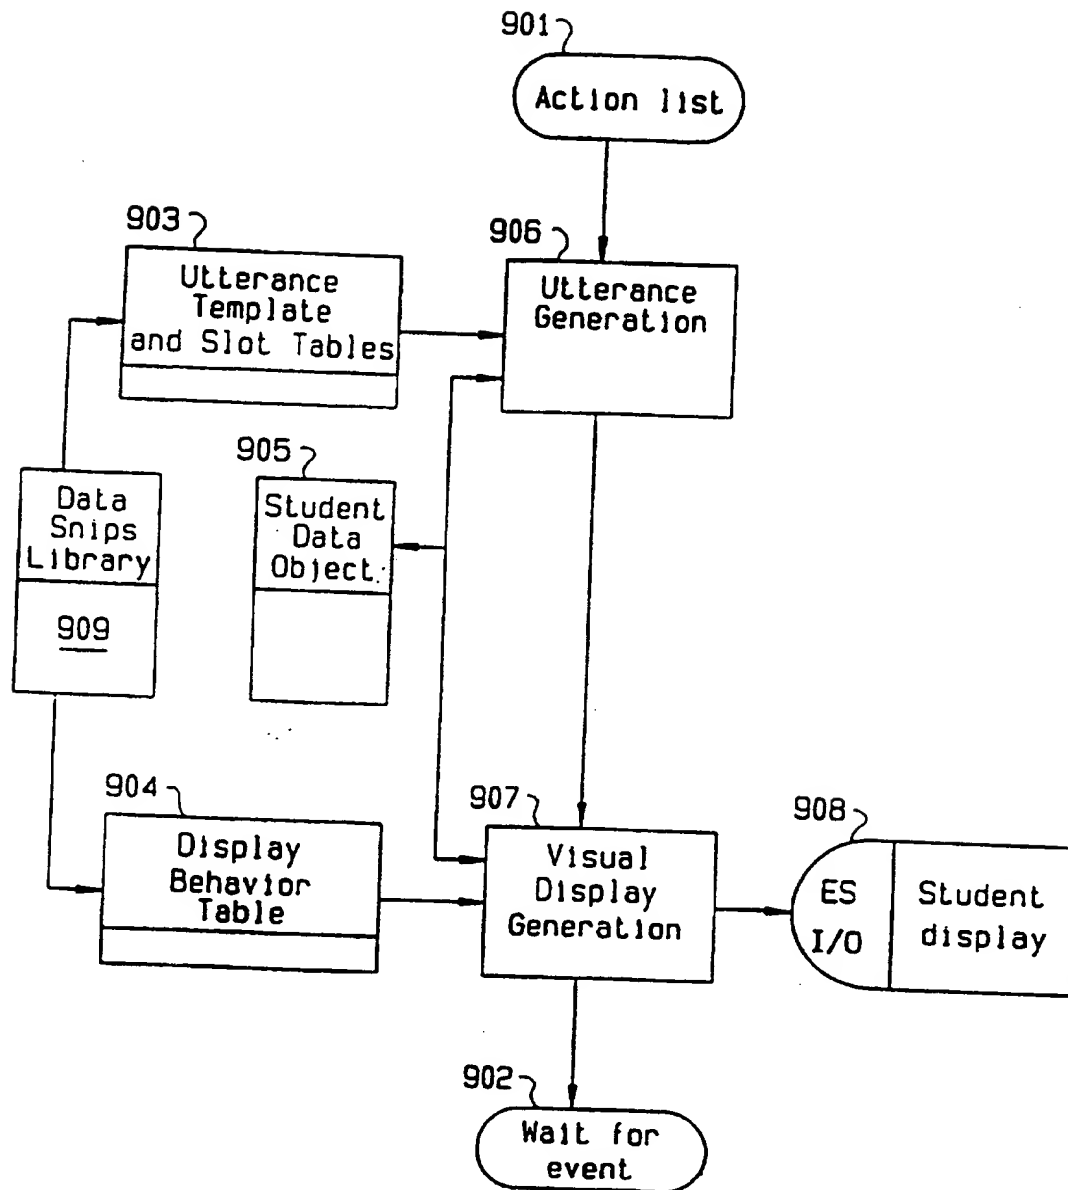 901
Action list
903
Utterance
Template
and Slot Tables
906
Utterance
Generation
905
Student
Data
Object
Data
Snips
Library
909
904
Display
Behavior
Table
907
Visual
Display
Generation
908
ES
I/O
Student
display
902
Wait for
event